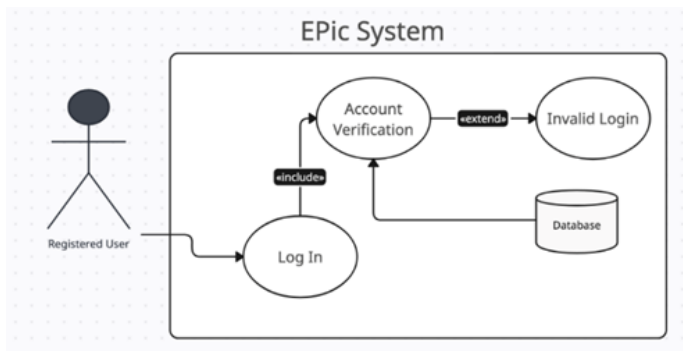 EPic System
Account
Verification
«extend»
Invalid Login
«include»
Database
Registered User
Log In